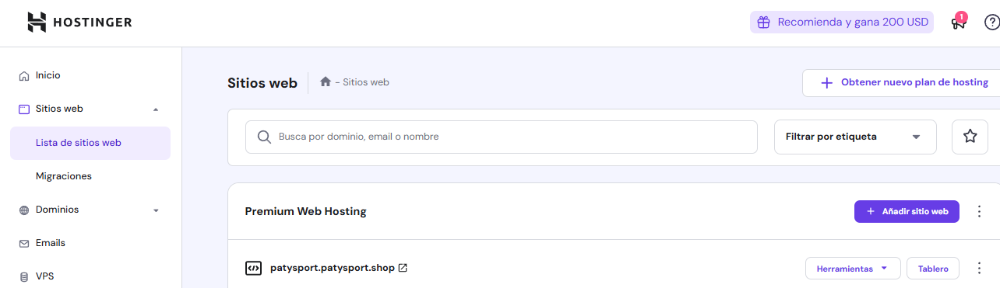 HOSTINGER
Recomienda y gana 200 USD
1
Inicio
Sitios web
Lista de sitios web
Migraciones
Dominios
Emails
VPS
Sitios web
- Sitios web
Obtener nuevo plan de hosting
Busca por dominio, email o nombre
Filtrar por etiqueta
Premium Web Hosting
+ Añadir sitio web
patysport.patysport.shop
Herramientas
Tablero